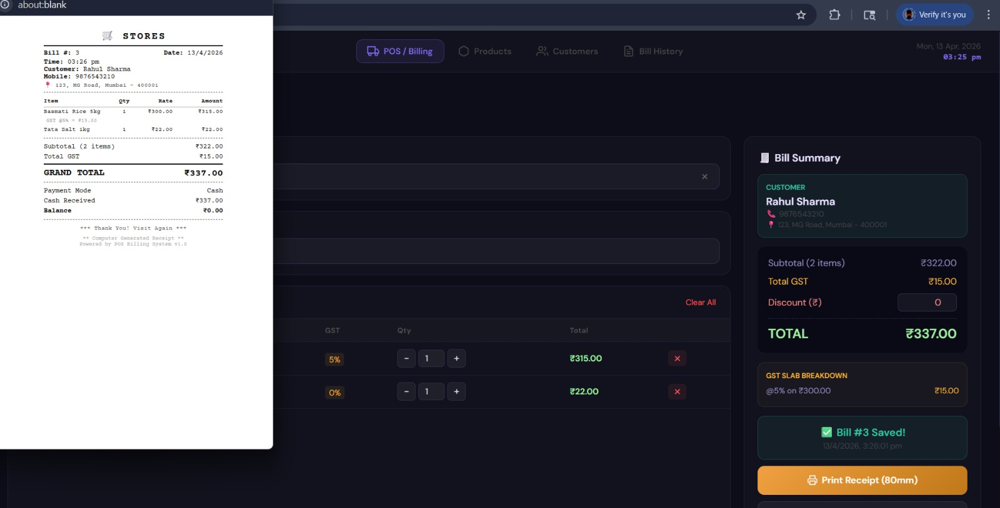 about:blank
STORES
Bill #: 3 Date: 13/4/2026
Time: 03:26 pm
Customer: Rahul Sharma
Mobile: 9876543210
123, MG Road, Mumbai - 400001
Item Qty Rate Amount
Basmati Rice 5kg 1 ₹300.00 ₹315.00
GST @5% = ₹15.00
Tata Salt 1kg 1 ₹22.00 ₹22.00
Subtotal (2 items) ₹322.00
Total GST ₹15.00
GRAND TOTAL ₹337.00
Payment Mode Cash
Cash Received ₹337.00
Balance ₹0.00
*** Thank You! Visit Again ***
** Computer Generated Receipt **
Powered by POS Billing System v1.0
Verify it's you
POS / Billing Products Customers Bill History
Mon, 13 Apr, 2026
03:25 pm
Clear All
GST Qty Total
5% − 1 + ₹315.00
0% − 1 + ₹22.00
Bill Summary
CUSTOMER
Rahul Sharma
9876543210
123, MG Road, Mumbai - 400001
Subtotal (2 items) ₹322.00
Total GST ₹15.00
Discount (₹) 0
TOTAL ₹337.00
GST SLAB BREAKDOWN
@5% on ₹300.00 ₹15.00
Bill #3 Saved!
13/4/2026, 3:26:01 pm
Print Receipt (80mm)